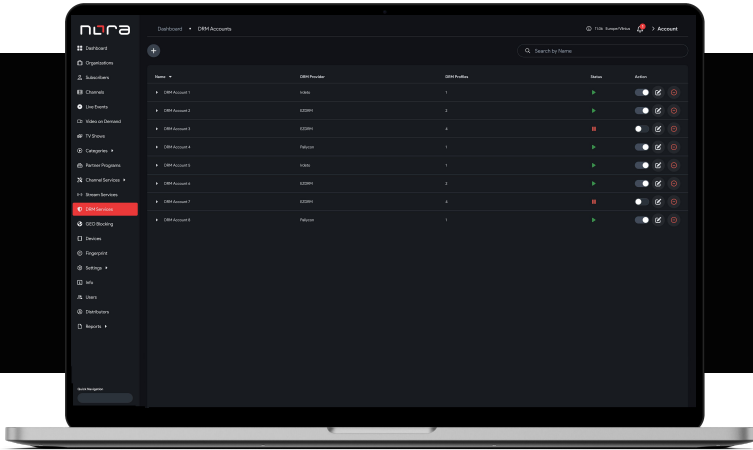 nora
Dashboard • DRM Accounts
11:06 Europe/Vilnius
Account
Search by Name
Dashboard
Organizations
Subscribers
Channels
Live Events
Video on Demand
TV Shows
Categories
Partner Programs
Channel Services
Stream Services
DRM Services
GEO Blocking
Devices
Fingerprint
Settings
Info
Users
Distributors
Reports
Quick Navigation
Name DRM Provider DRM Profiles Status Action
DRM Account 1 Irdeto 1
DRM Account 2 EZDRM 2
DRM Account 3 EZDRM 4
DRM Account 4 Pallycon 1
DRM Account 5 Irdeto 1
DRM Account 6 EZDRM 2
DRM Account 7 EZDRM 4
DRM Account 8 Pallycon 1